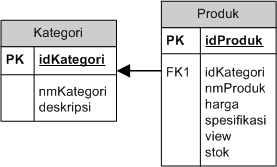 Kategori
PK idKategori
nmKategori
deskripsi
Produk
PK idProduk
FK1 idKategori
nmProduk
harga
spesifikasi
view
stok